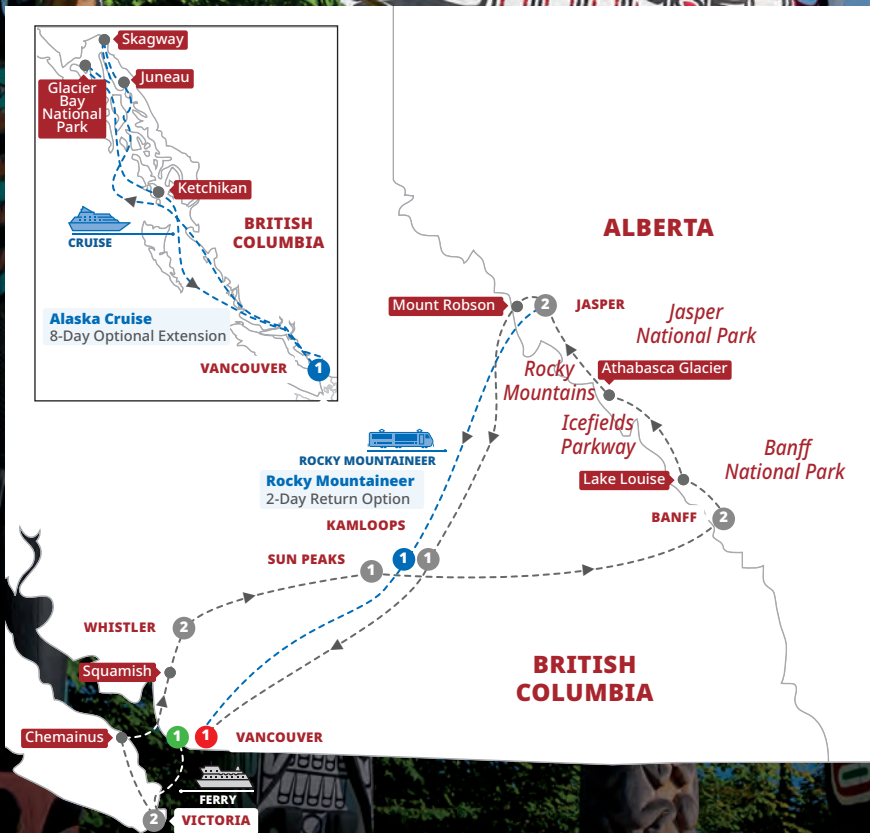 Skagway
Juneau
Glacier
Bay
National
Park
Ketchikan
BRITISH
COLUMBIA
CRUISE
Alaska Cruise
8-Day Optional Extension
VANCOUVER
1
ALBERTA
Mount Robson
2
JASPER
Jasper
National Park
Rocky
Mountains
Athabasca Glacier
Icefields
Parkway
Banff
National Park
Lake Louise
BANFF
2
ROCKY MOUNTAINEER
Rocky Mountaineer
2-Day Return Option
KAMLOOPS
1
1
SUN PEAKS
1
WHISTLER
2
Squamish
BRITISH
COLUMBIA
Chemainus
1
1
VANCOUVER
FERRY
2
VICTORIA